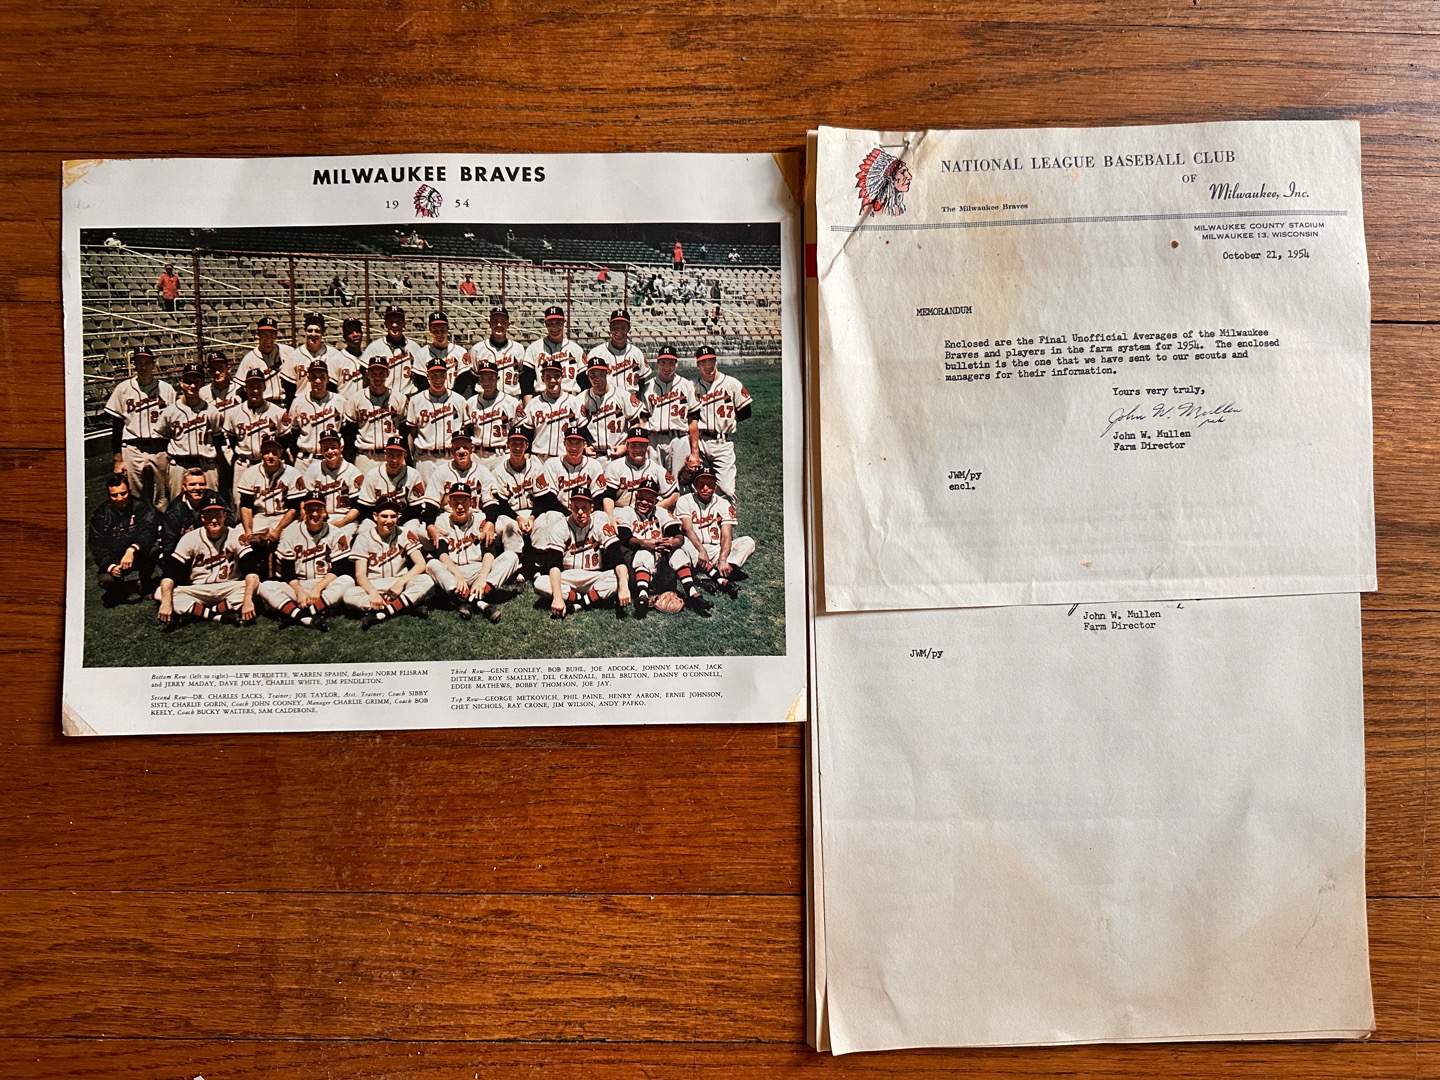 MILWAUKEE BRAVES
19 54
Bottom Row (left to right)—LEW BURDETTE, WARREN SPAHN, Batboys NORM FLISRAM
and JERRY MADAY, DAVE JOLLY, CHARLIE WHITE, JIM PENDLETON.
Second Row—DR. CHARLES LACKS, Trainer; JOE TAYLOR, Asst. Trainer; Coach SIBBY
SISTI, CHARLIE GORIN, Coach JOHN COONEY, Manager CHARLIE GRIMM, Coach BOB
KEELY, Coach BUCKY WALTERS, SAM CALDERONE.
Third Row—GENE CONLEY, BOB BUHL, JOE ADCOCK, JOHNNY LOGAN, JACK
DITTMER, ROY SMALLEY, DEL CRANDALL, BILL BRUTON, DANNY O'CONNELL,
EDDIE MATHEWS, BOBBY THOMSON, JOE JAY.
Top Row—GEORGE METKOVICH, PHIL PAINE, HENRY AARON, ERNIE JOHNSON,
CHET NICHOLS, RAY CRONE, JIM WILSON, ANDY PAFKO.
NATIONAL LEAGUE BASEBALL CLUB
OF
Milwaukee, Inc.
The Milwaukee Braves
MILWAUKEE COUNTY STADIUM
MILWAUKEE 13, WISCONSIN
October 21, 1954
MEMORANDUM
Enclosed are the Final Unofficial Averages of the Milwaukee
Braves and players in the farm system for 1954. The enclosed
bulletin is the one that we have sent to our scouts and
managers for their information.
Yours very truly,
John W. Mullen
John W. Mullen
Farm Director
JWM/py
encl.
John W. Mullen
Farm Director
JWM/py